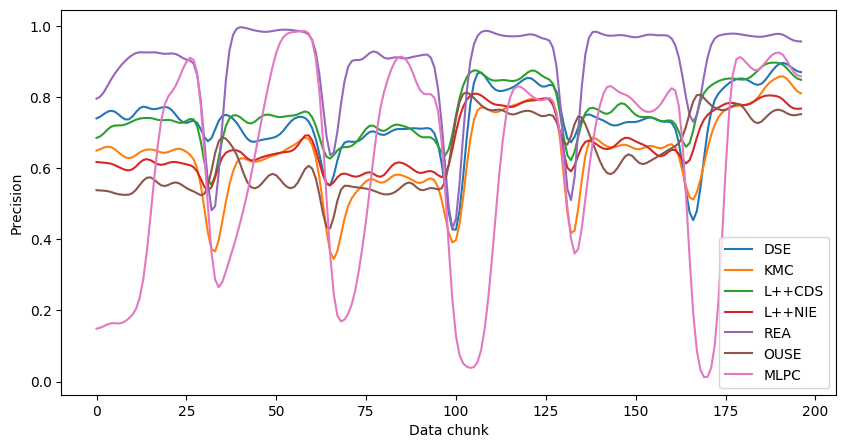 1.0
0.8
0.6
0.4
0.2
0.0
Precision
0 25 50 75 100 125 150 175 200
Data chunk
DSE
KMC
L++CDS
L++NIE
REA
OUSE
MLPC